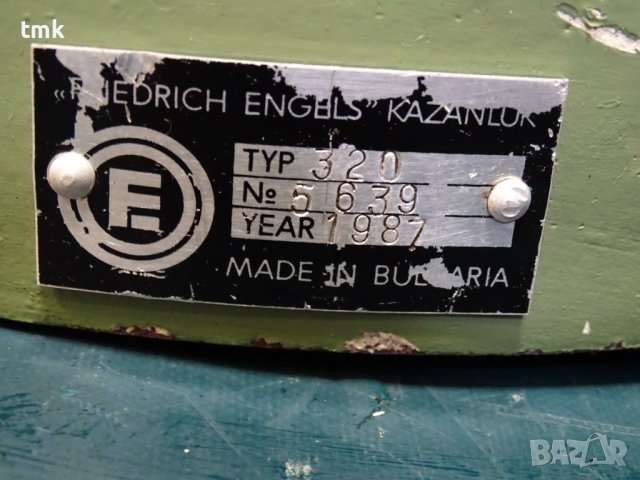 tmk
„FRIEDRICH ENGELS" KAZANLUK
TYP 320
№ 5639
YEAR 1987
MADE IN BULGARIA
BAZAR